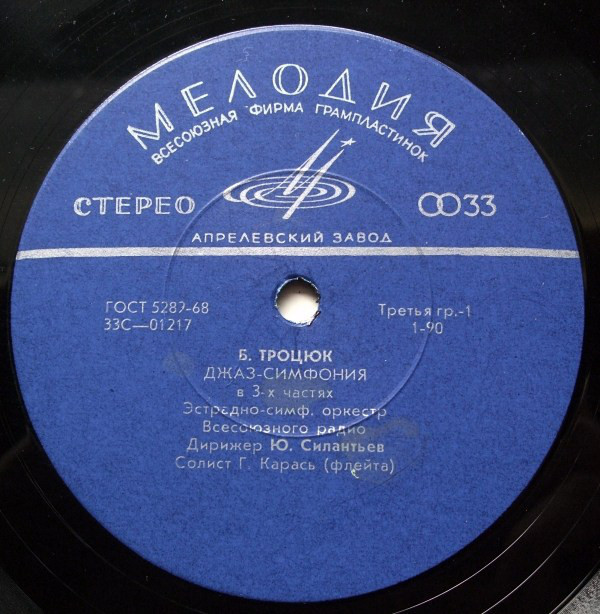 МЕЛОДИЯ
ВСЕСОЮЗНАЯ ФИРМА ГРАМПЛАСТИНОК
СТЕРЕО
33
АПРЕЛЕВСКИЙ ЗАВОД
ГОСТ 5289-68
Третья гр.-1
33С—01217
1-90
Б. ТРОЦЮК
ДЖАЗ-СИМФОНИЯ
в 3-х частях
Эстрадно-симф. оркестр
Всесоюзного радио
Дирижер Ю. Силантьев
Солист Г. Карась (флейта)